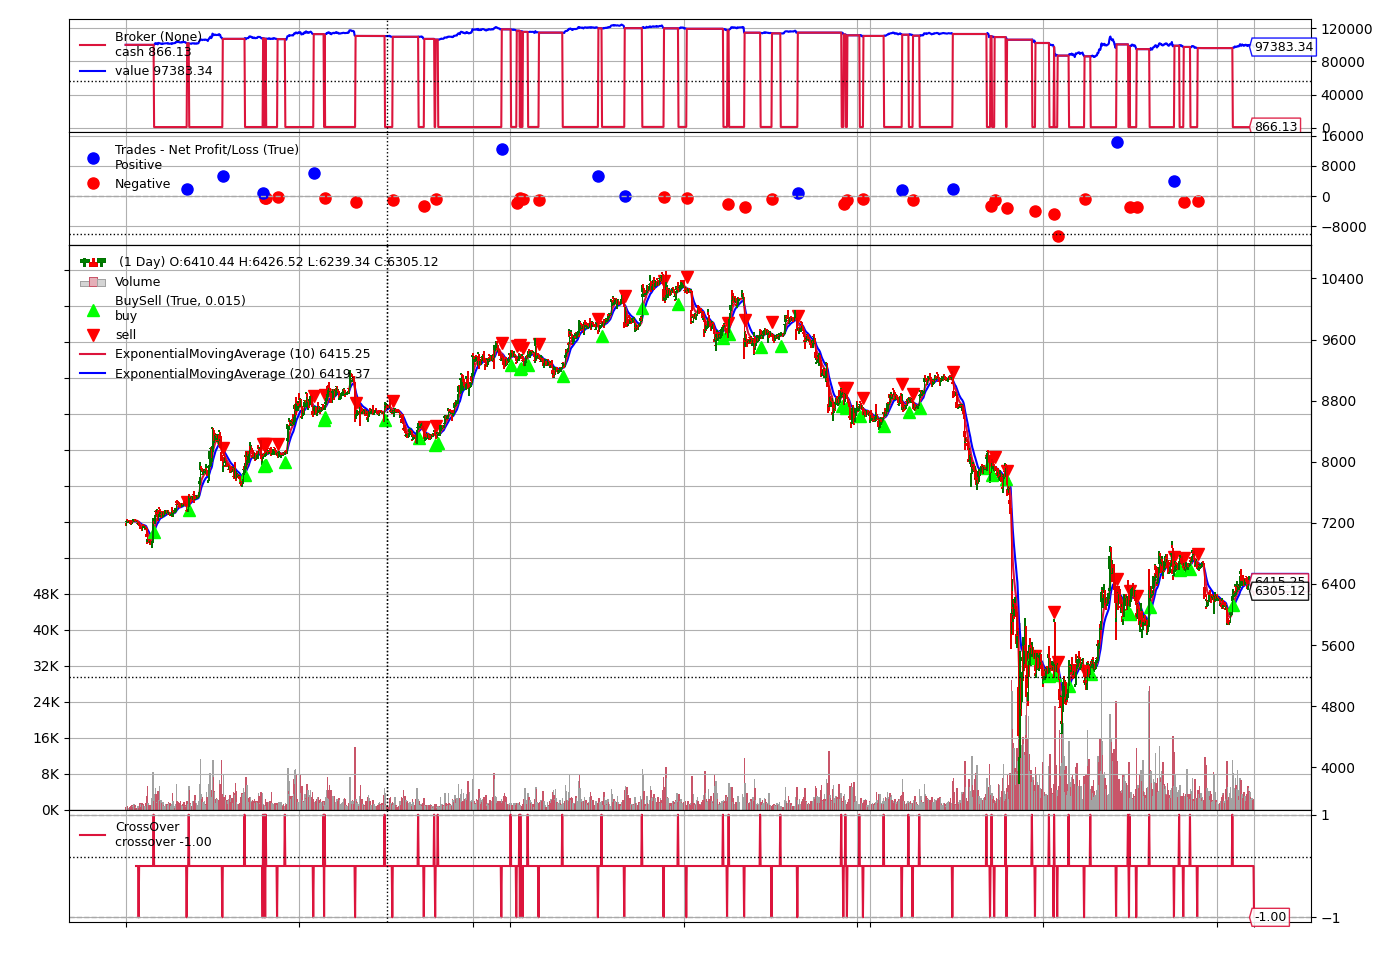 Broker (None)
cash 866.13
value 97383.34
120000
97383.34
80000
40000
866.13
0
Trades - Net Profit/Loss (True)
Positive
Negative
16000
8000
0
−8000
(1 Day) O:6410.44 H:6426.52 L:6239.34 C:6305.12
Volume
BuySell (True, 0.015)
buy
sell
ExponentialMovingAverage (10) 6415.25
ExponentialMovingAverage (20) 6419.37
10400
9600
8800
8000
7200
6400
6415.25
6305.12
5600
4800
4000
48K
40K
32K
24K
16K
8K
0K
CrossOver
crossover -1.00
1
-1.00
−1